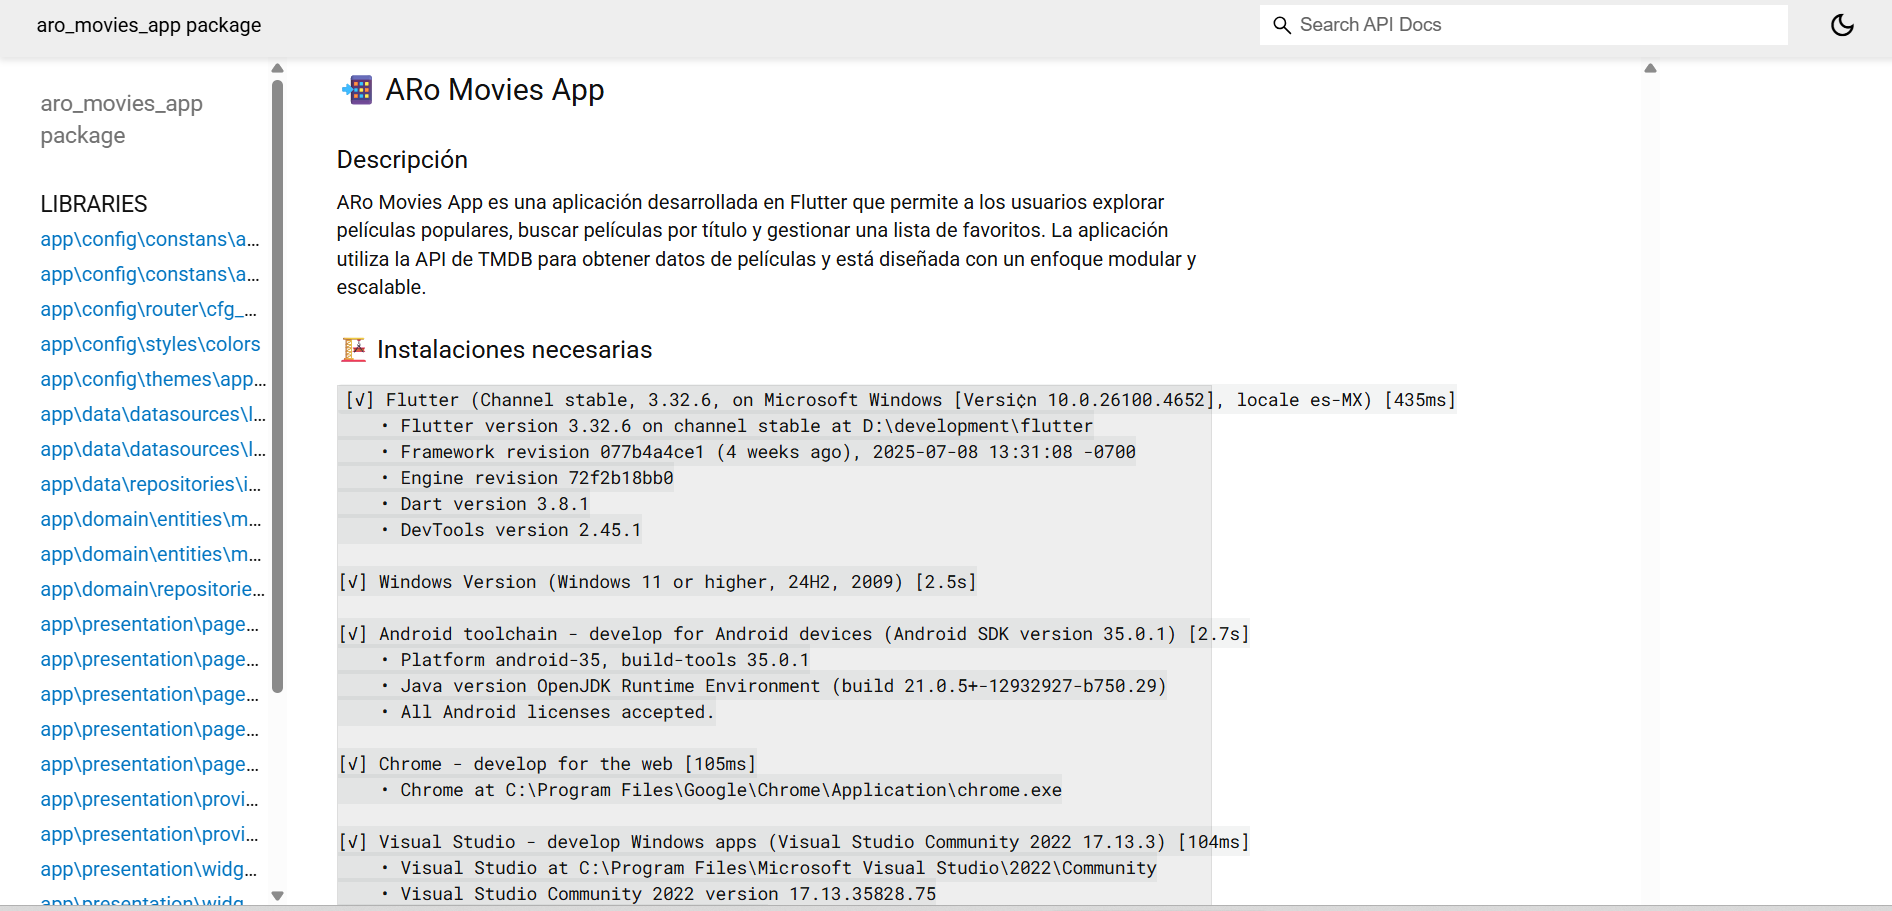 aro_movies_app package
Search API Docs
aro_movies_app
package
LIBRARIES
app\config\constans\a...
app\config\constans\a...
app\config\router\cfg_...
app\config\styles\colors
app\config\themes\app...
app\data\datasources\l...
app\data\datasources\l...
app\data\repositories\i...
app\domain\entities\m...
app\domain\entities\m...
app\domain\repositorie...
app\presentation\page...
app\presentation\page...
app\presentation\page...
app\presentation\page...
app\presentation\page...
app\presentation\provi...
app\presentation\provi...
app\presentation\widg...
app\presentation\widg...
ARo Movies App
Descripción
ARo Movies App es una aplicación desarrollada en Flutter que permite a los usuarios explorar
películas populares, buscar películas por título y gestionar una lista de favoritos. La aplicación
utiliza la API de TMDB para obtener datos de películas y está diseñada con un enfoque modular y
escalable.
Instalaciones necesarias
[√] Flutter (Channel stable, 3.32.6, on Microsoft Windows [Versi¢n 10.0.26100.4652], locale es-MX) [435ms]
• Flutter version 3.32.6 on channel stable at D:\development\flutter
• Framework revision 077b4a4ce1 (4 weeks ago), 2025-07-08 13:31:08 -0700
• Engine revision 72f2b18bb0
• Dart version 3.8.1
• DevTools version 2.45.1
[√] Windows Version (Windows 11 or higher, 24H2, 2009) [2.5s]
[√] Android toolchain - develop for Android devices (Android SDK version 35.0.1) [2.7s]
• Platform android-35, build-tools 35.0.1
• Java version OpenJDK Runtime Environment (build 21.0.5+-12932927-b750.29)
• All Android licenses accepted.
[√] Chrome - develop for the web [105ms]
• Chrome at C:\Program Files\Google\Chrome\Application\chrome.exe
[√] Visual Studio - develop Windows apps (Visual Studio Community 2022 17.13.3) [104ms]
• Visual Studio at C:\Program Files\Microsoft Visual Studio\2022\Community
• Visual Studio Community 2022 version 17.13.35828.75